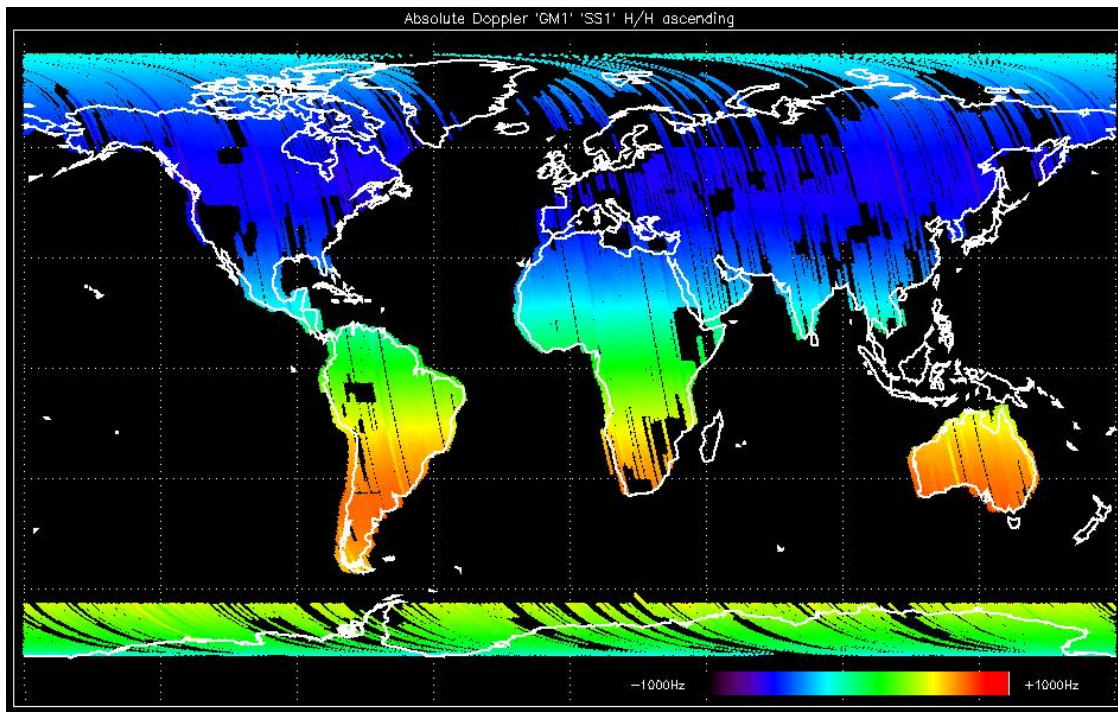 Absolute Doppler 'GM1' 'SS1' H/H ascending
−1000Hz +1000Hz